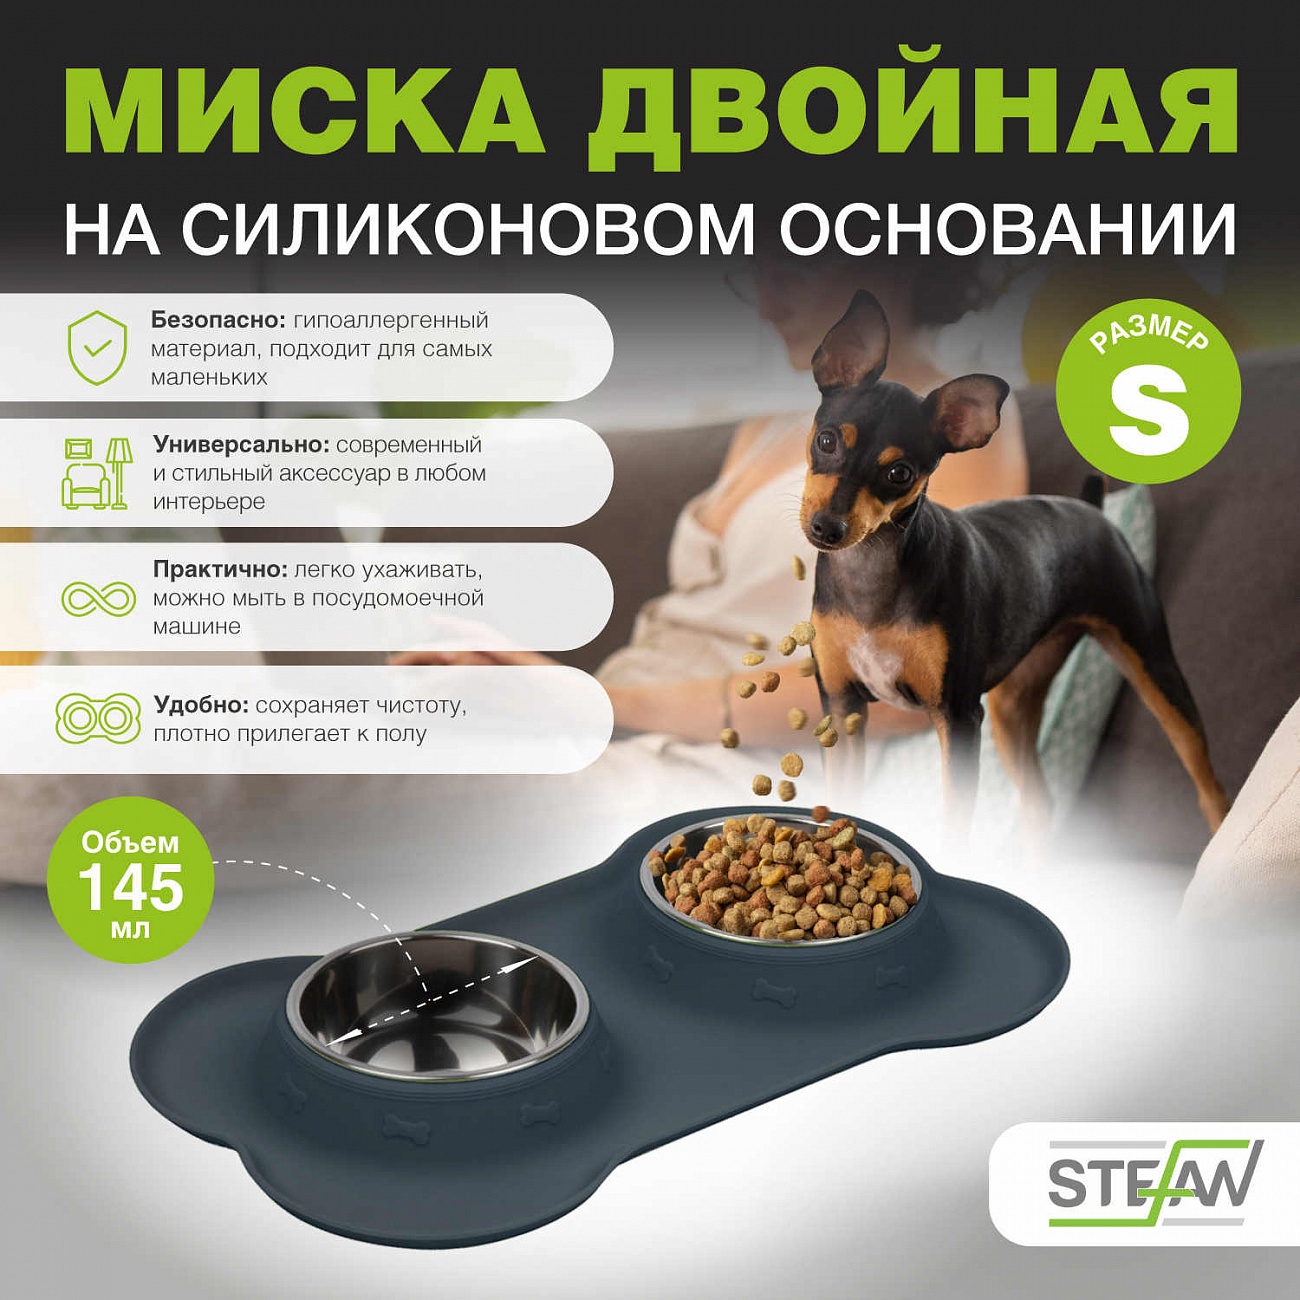 МИСКА ДВОЙНАЯ
НА СИЛИКОНОВОМ ОСНОВАНИИ
Безопасно: гипоаллергенный
материал, подходит для самых
маленьких
РАЗМЕР
S
Универсально: современный
и стильный аксессуар в любом
интерьере
Практично: легко ухаживать,
можно мыть в посудомоечной
машине
Удобно: сохраняет чистоту,
плотно прилегает к полу
Объем
145
мл
STEFAN